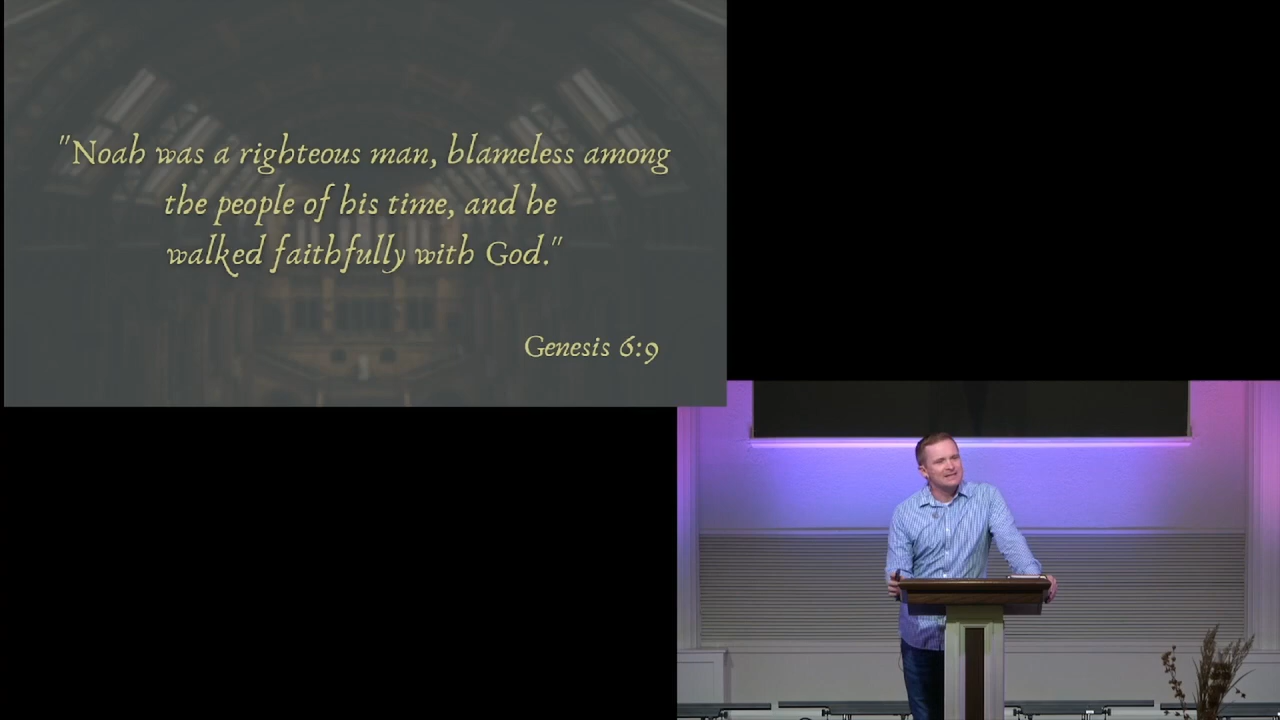 "Noah was a righteous man, blameless among
the people of his time, and he
walked faithfully with God."
Genesis 6:9